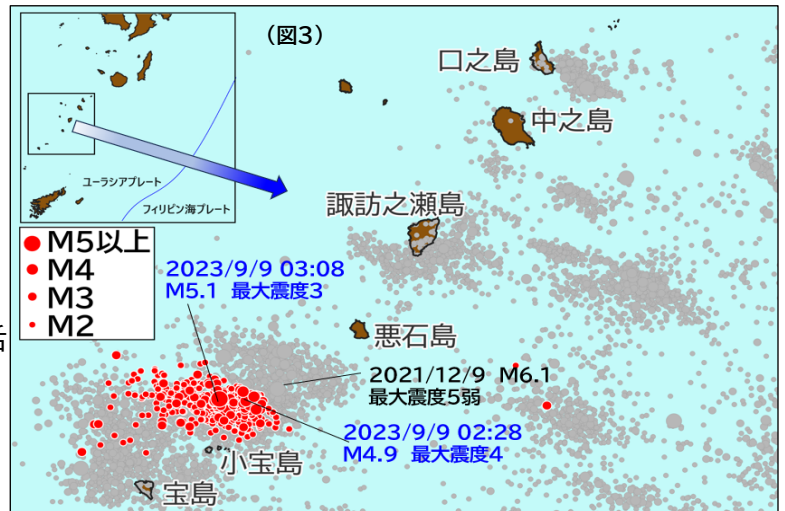 (図3)
口之島
中之島
ユーラシアプレート
フィリピン海プレート
諏訪之瀬島
M5以上
M4
M3
M2
2023/9/9 03:08
M5.1 最大震度3
悪石島
2021/12/9 M6.1
最大震度5弱
2023/9/9 02:28
M4.9 最大震度4
小宝島
宝島